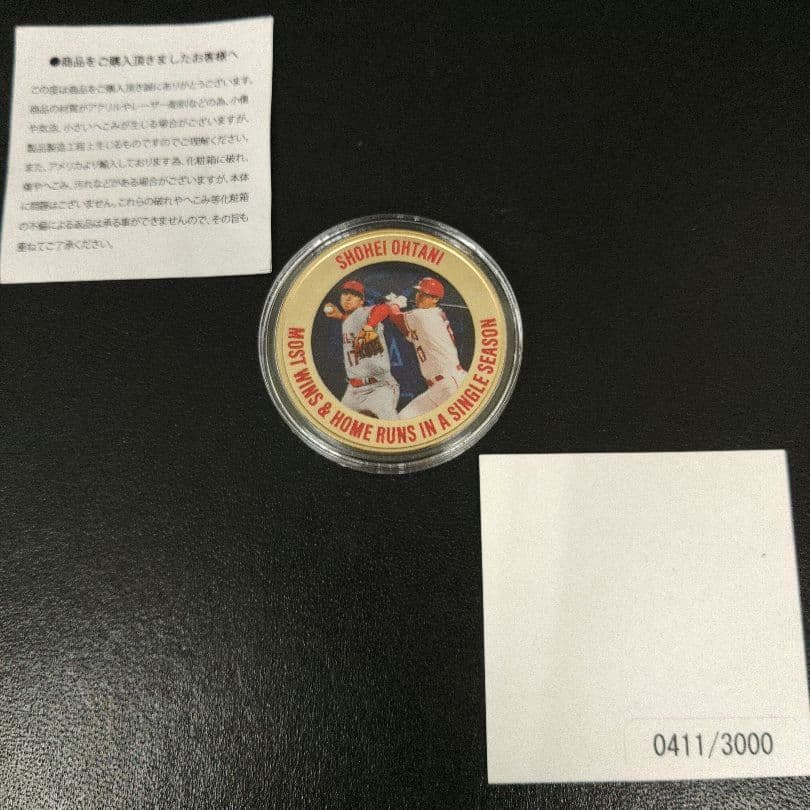 ●商品をご購入頂きましたお客様へ
この度は商品をご購入頂き誠にありがとうございます。
商品の材質がアクリルやレーザー彫刻などの為、小傷
や気泡、小さいへこみが生じる場合がございますが、
製品製造工程上生じるものですのでご理解ください。
また、アメリカより輸入しております為、化粧箱に破れ、
傷やへこみ、汚れなどがある場合がございますが、本体
に問題はございません。これらの破れやへこみ等化粧箱
の不備による返品は承る事ができませんので、その旨も
重ねてご了承ください。
SHOHEI OHTANI
MOST WINS & HOME RUNS IN A SINGLE SEASON
17
0411/3000